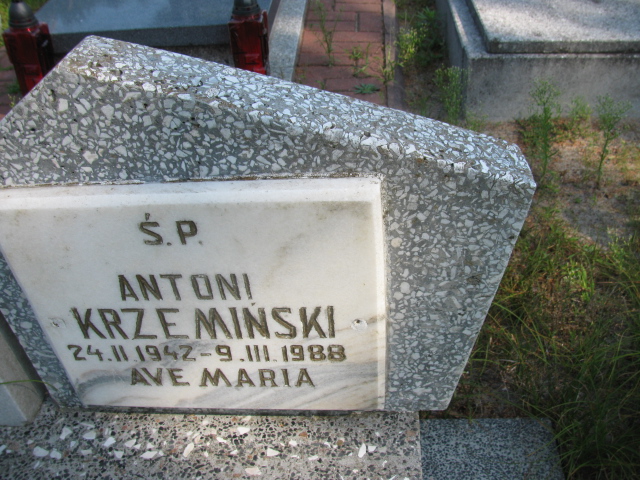 Ś.P.
ANTONI
KRZEMIŃSKI
24.II.1942-9.III.1988
AVE MARIA